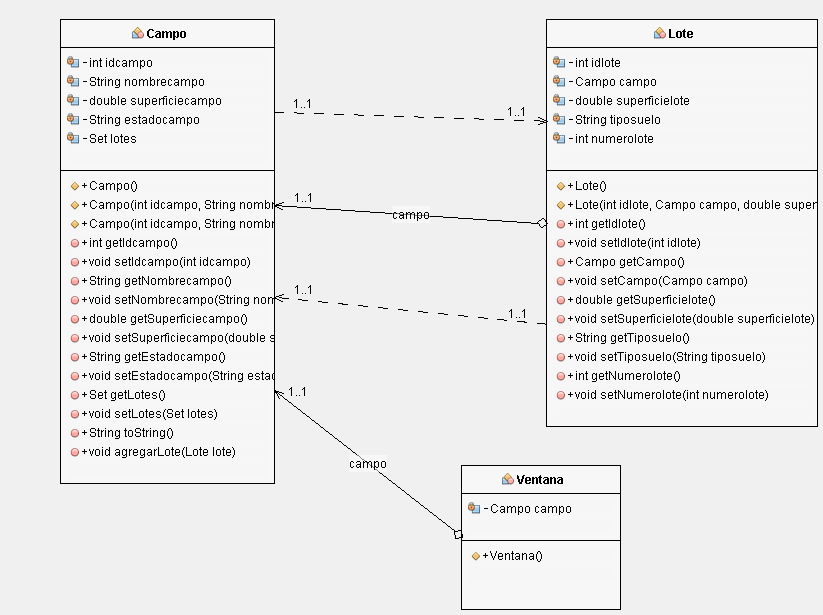 Campo
-int idcampo
-String nombrecampo
-double superficiecampo
-String estadocampo
-Set lotes
+Campo()
+Campo(int idcampo, String nombr
+Campo(int idcampo, String nombr
+int getIdcampo()
+void setIdcampo(int idcampo)
+String getNombrecampo()
+void setNombrecampo(String nom
+double getSuperficiecampo()
+void setSuperficiecampo(double s
+String getEstadocampo()
+void setEstadocampo(String estac
+Set getLotes()
+void setLotes(Set lotes)
+String toString()
+void agregarLote(Lote lote)
1..1
1..1
1..1
campo
1..1
1..1
1..1
campo
Lote
-int idlote
-Campo campo
-double superficielote
-String tiposuelo
-int numerolote
+Lote()
+Lote(int idlote, Campo campo, double super
+int getIdlote()
+void setIdlote(int idlote)
+Campo getCampo()
+void setCampo(Campo campo)
+double getSuperficielote()
+void setSuperficielote(double superficielote)
+String getTiposuelo()
+void setTiposuelo(String tiposuelo)
+int getNumerolote()
+void setNumerolote(int numerolote)
Ventana
-Campo campo
+Ventana()